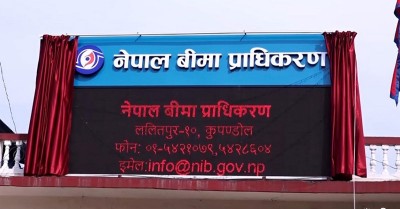 नेपाल बीमा प्राधिकरण
नेपाल बीमा प्राधिकरण
ललितपुर-१०, कुपण्डोल
फोन: ०१-५४२१०७९,५४२८६०४
इमेल:info@nib.gov.np